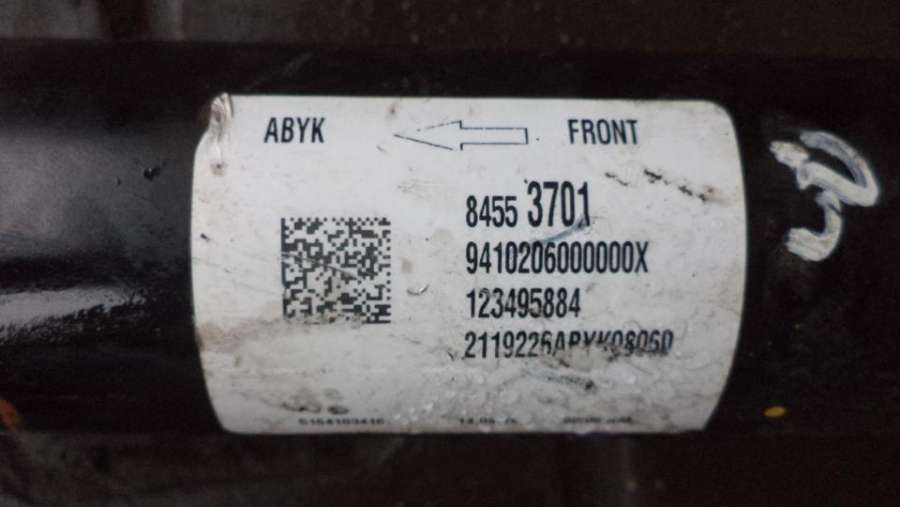 ABYK FRONT
8455 3701
9410206000000X
123495884
2119226ABYK08060